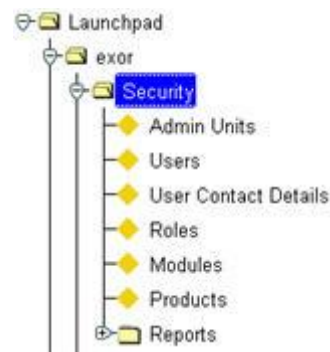 Launchpad
exor
Security
Admin Units
Users
User Contact Details
Roles
Modules
Products
Reports